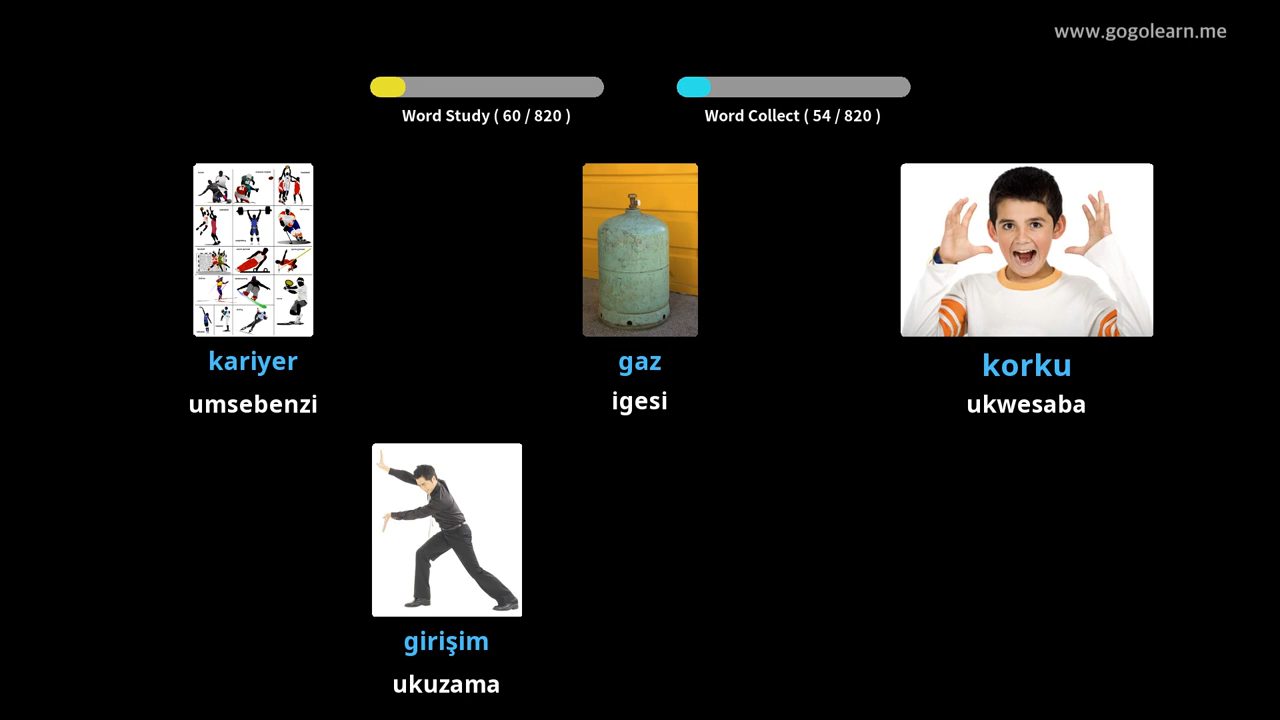 www.gogolearn.me
Word Study ( 60 / 820 )
Word Collect ( 54 / 820 )
kariyer
gaz
korku
umsebenzi
igesi
ukwesaba
girişim
ukuzama